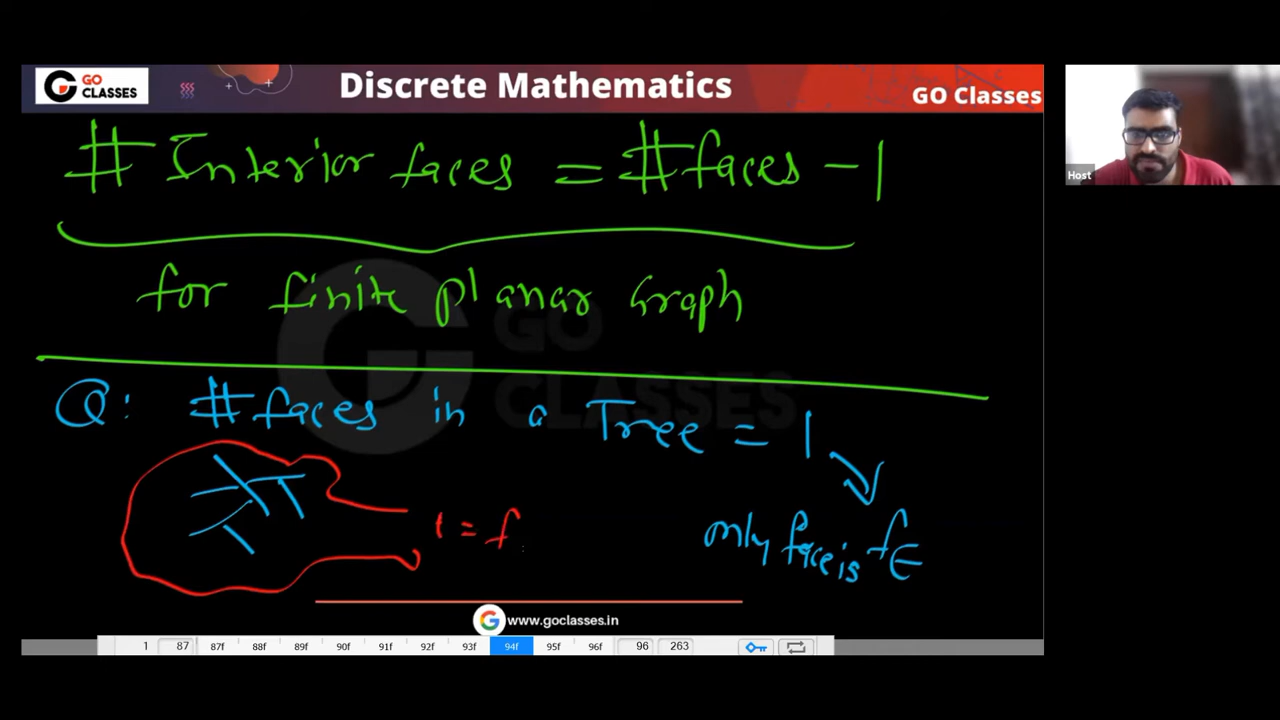 GO
CLASSES
Discrete Mathematics
GO Classes
# Interior faces = #faces - 1
for finite planar Graph
GO
CLASSES
Q: #faces in a Tree = 1
only face is fE
1 = f
www.goclasses.in
1 87 87f 88f 89f 90f 91f 92f 93f 94f 95f 96f 96 263
Host